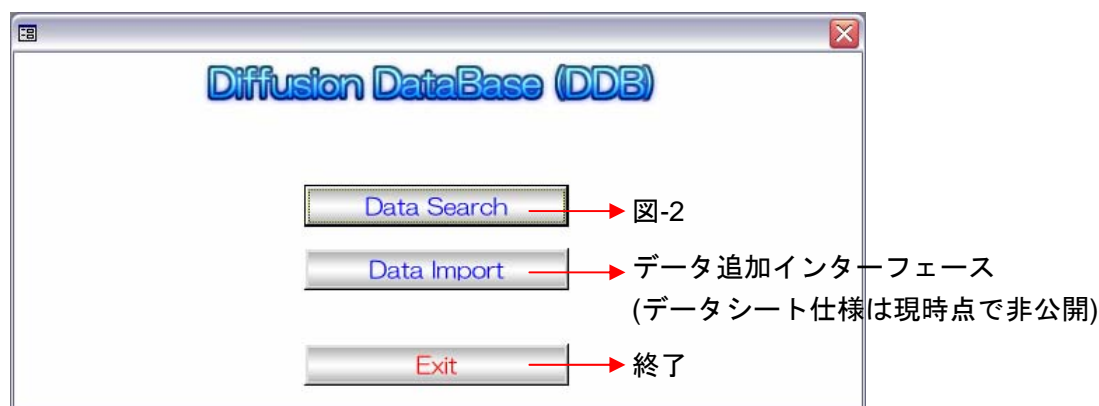 Diffusion DataBase (DDB)
Data Search
図-2
Data Import
データ追加インターフェース
(データシート仕様は現時点で非公開)
Exit
終了